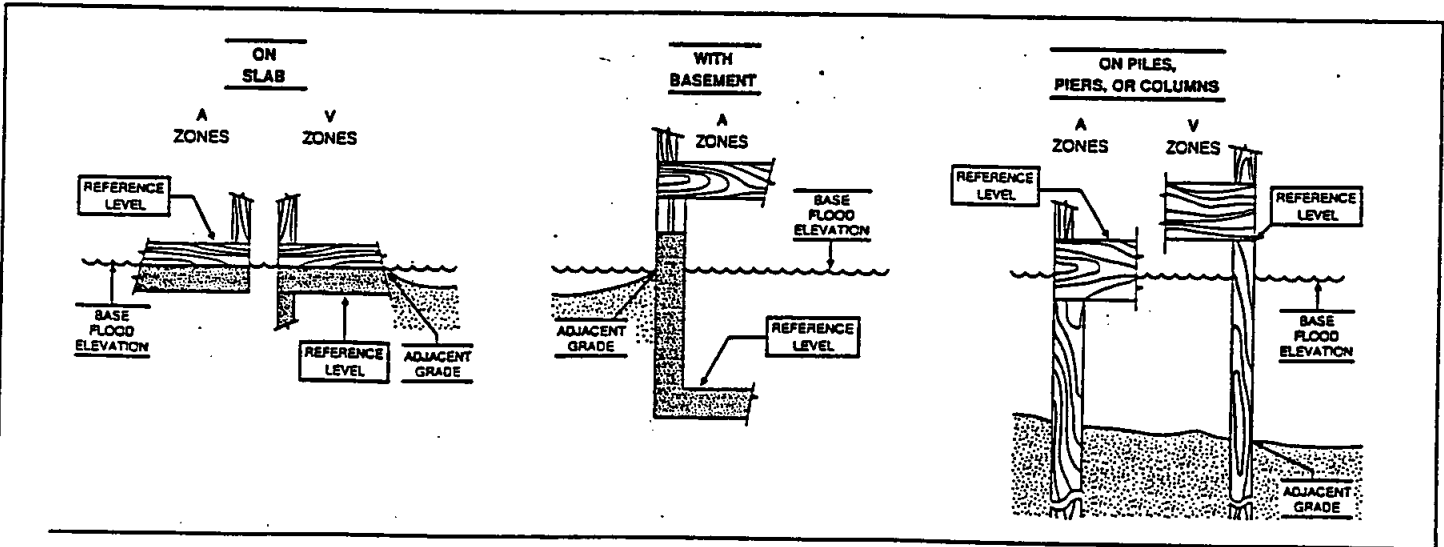 ON
SLAB
A
ZONES
V
ZONES
REFERENCE
LEVEL
BASE
FLOOD
ELEVATION
REFERENCE
LEVEL
ADJACENT
GRADE
WITH
BASEMENT
A
ZONES
BASE
FLOOD
ELEVATION
ADJACENT
GRADE
REFERENCE
LEVEL
ON PILES,
PIERS, OR COLUMNS
A
ZONES
V
ZONES
REFERENCE
LEVEL
REFERENCE
LEVEL
BASE
FLOOD
ELEVATION
ADJACENT
GRADE